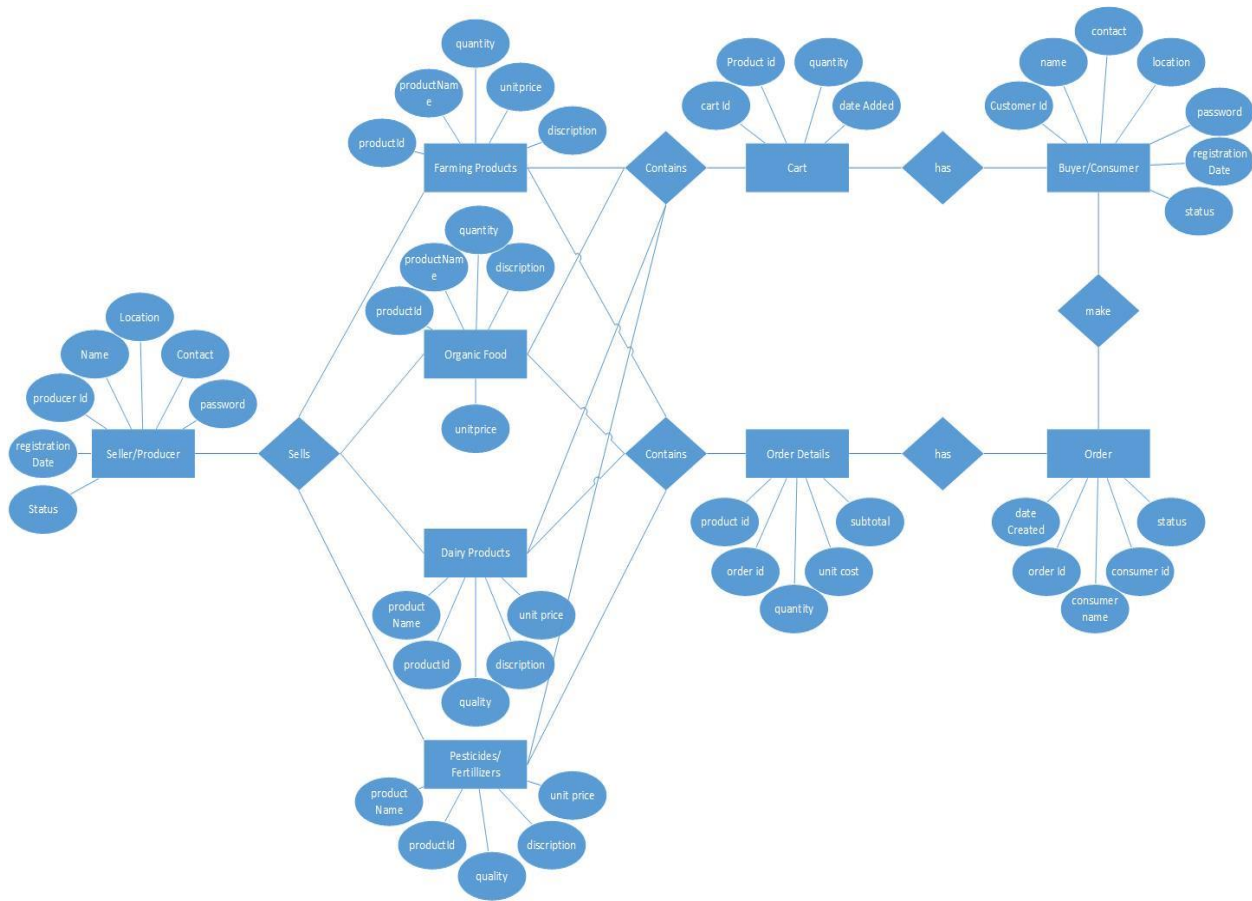 quantity
productNam
e
unitprice
productId
discription
Farming Products
Product id
quantity
cart Id
date Added
Contains
Cart
has
contact
name
location
Customer Id
password
registration
Date
status
Buyer/Consumer
quantity
productNam
e
discription
productId
Organic Food
unitprice
make
Location
Name
Contact
producer Id
password
registration
Date
Status
Seller/Producer
Sells
Contains
Order Details
has
Order
product id
subtotal
order id
unit cost
quantity
date
Created
status
order Id
consumer id
consumer
name
Dairy Products
product
Name
unit price
productId
discription
quality
Pesticides/
Fertillizers
product
Name
unit price
productId
discription
quality